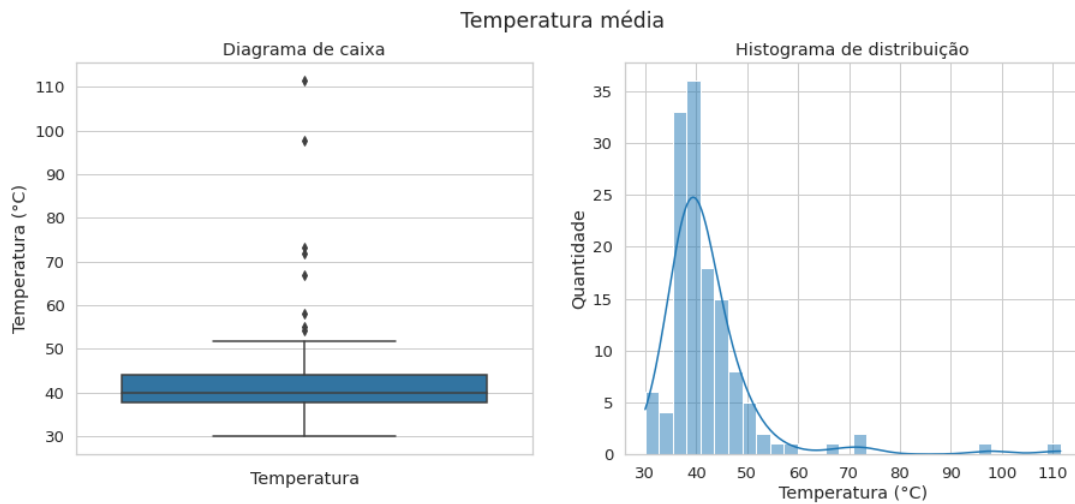 Temperatura média
Diagrama de caixa
110
100
90
80
70
60
50
40
30
Temperatura (°C)
Temperatura
Histograma de distribuição
35
30
25
20
15
10
5
0
Quantidade
30 40 50 60 70 80 90 100 110
Temperatura (°C)